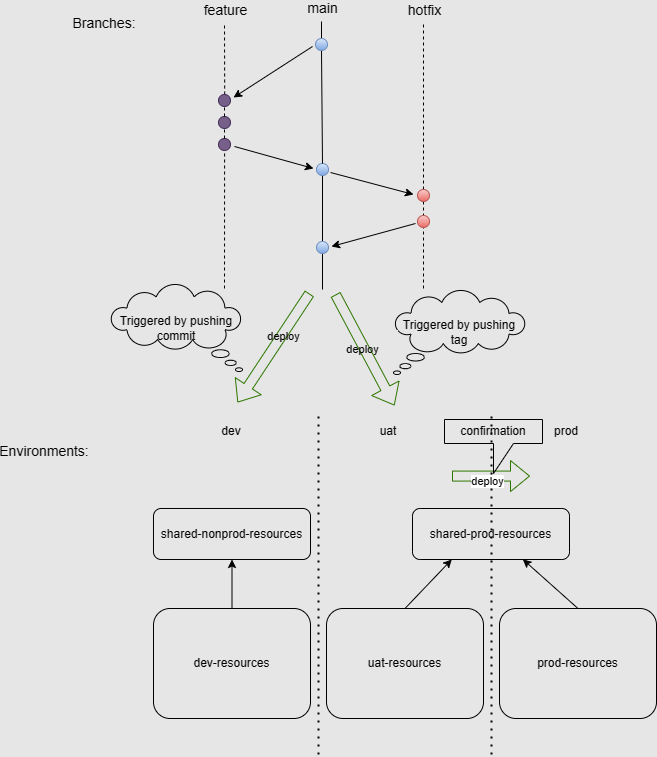 feature
main
hotfix
Branches:
Triggered by pushing
commit
Triggered by pushing
tag
deploy
deploy
dev
uat
confirmation
prod
Environments:
deploy
shared-nonprod-resources
shared-prod-resources
dev-resources
uat-resources
prod-resources